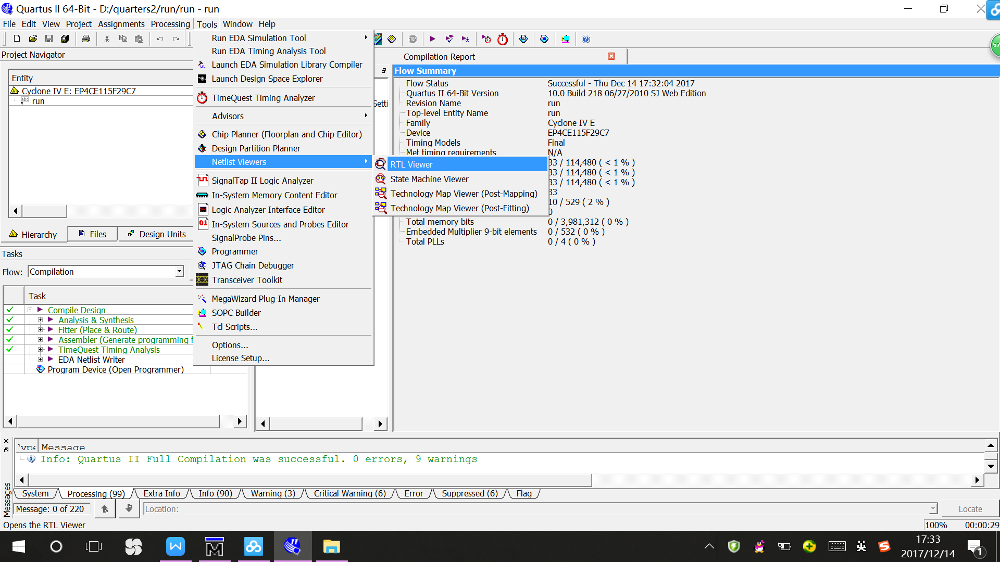 Quartus II 64-Bit - D:/quarters2/run/run - run
File Edit View Project Assignments Processing Tools Window Help
Project Navigator
Entity
Cyclone IV E: EP4CE115F29C7
abc
run
Hierarchy
Files
Design Units
Tasks
Flow: Compilation
Task
Compile Design
Analysis & Synthesis
Fitter (Place & Route)
Assembler (Generate programming f
TimeQuest Timing Analysis
EDA Netlist Writer
Program Device (Open Programmer)
Run EDA Simulation Tool
Run EDA Timing Analysis Tool
Launch EDA Simulation Library Compiler
Launch Design Space Explorer
TimeQuest Timing Analyzer
Advisors
Chip Planner (Floorplan and Chip Editor)
Design Partition Planner
Netlist Viewers
SignalTap II Logic Analyzer
In-System Memory Content Editor
Logic Analyzer Interface Editor
01 In-System Sources and Probes Editor
SignalProbe Pins...
Programmer
JTAG Chain Debugger
Transceiver Toolkit
MegaWizard Plug-In Manager
SOPC Builder
Tcl Scripts...
Options...
License Setup...
RTL Viewer
State Machine Viewer
Technology Map Viewer (Post-Mapping)
Technology Map Viewer (Post-Fitting)
STOP
57
Compilation Report
Flow Summary
Flow Status Successful - Thu Dec 14 17:32:04 2017
Quartus II 64-Bit Version 10.0 Build 218 06/27/2010 SJ Web Edition
Revision Name run
Top-level Entity Name run
Family Cyclone IV E
Device EP4CE115F29C7
Timing Models Final
Met timing requirements N/A
33 / 114,480 ( < 1 % )
33 / 114,480 ( < 1 % )
33 / 114,480 ( < 1 % )
33
10 / 529 ( 2 % )
0
Total memory bits 0 / 3,981,312 ( 0 % )
Embedded Multiplier 9-bit elements 0 / 532 ( 0 % )
Total PLLs 0 / 4 ( 0 % )
Messages
Type Message
Info: Quartus II Full Compilation was successful. 0 errors, 9 warnings
System Processing (99) Extra Info Info (90) Warning (3) Critical Warning (6) Error Suppressed (6) Flag
Message: 0 of 220
Location:
Locate
Opens the RTL Viewer
100% 00:00:29
英
17:33
2017/12/14
1